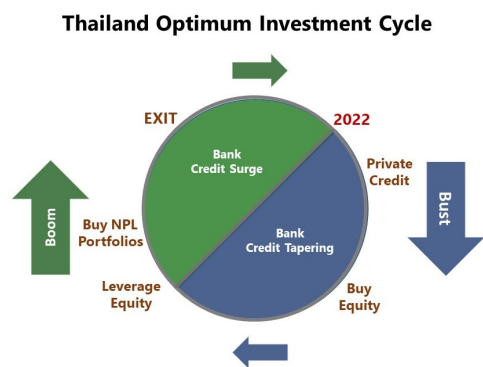 Thailand Optimum Investment Cycle
EXIT
2022
Bank
Credit Surge
Private
Credit
Boom
Bust
Buy NPL
Portfolios
Bank
Credit Tapering
Leverage
Equity
Buy
Equity